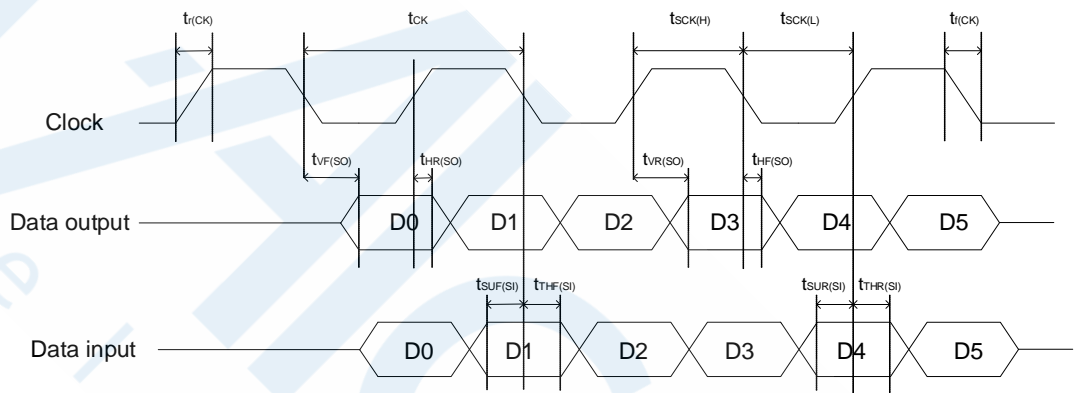 tr(CK) tCK tSCK(H) tSCK(L) tf(CK)
Clock
tVF(SO) tHR(SO) tVR(SO) tHF(SO)
Data output D0 D1 D2 D3 D4 D5
tSUF(SI) tTHF(SI) tSUR(SI) tTHR(SI)
Data input D0 D1 D2 D3 D4 D5